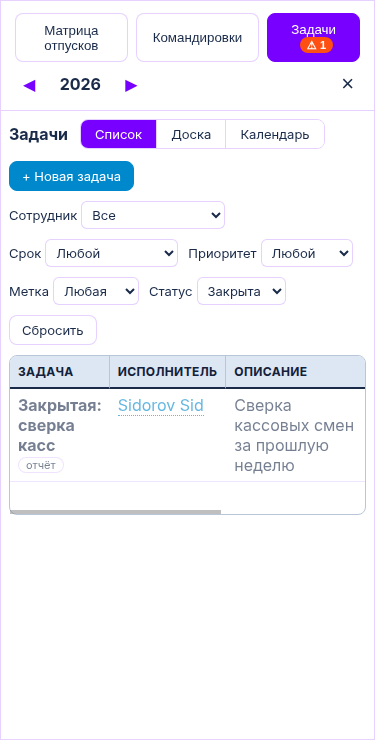 Матрица
отпусков
Командировки
Задачи
⚠ 1
◀ 2026 ▶ ×
Задачи Список Доска Календарь
+ Новая задача
Сотрудник Все
Срок Любой Приоритет Любой
Метка Любая Статус Закрыта
Сбросить
ЗАДАЧА ИСПОЛНИТЕЛЬ ОПИСАНИЕ
Закрытая:
сверка
касс
отчёт
Sidorov Sid
Сверка
кассовых смен
за прошлую
неделю